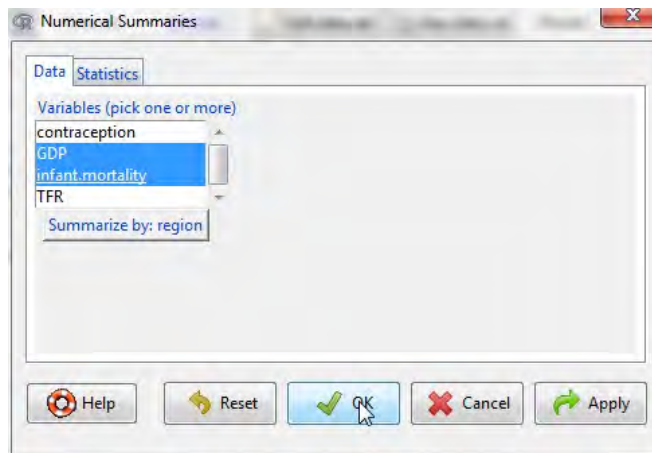 Numerical Summaries
Data Statistics
Variables (pick one or more)
contraception
GDP
infant.mortality
TFR
Summarize by: region
Help Reset OK Cancel Apply